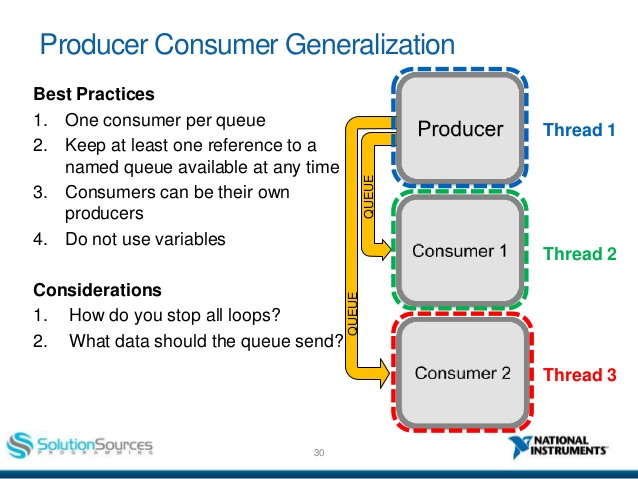 Producer Consumer Generalization
Best Practices
1. One consumer per queue
2. Keep at least one reference to a
named queue available at any time
3. Consumers can be their own
producers
4. Do not use variables
Considerations
1. How do you stop all loops?
2. What data should the queue send?
Producer
Thread 1
QUEUE
Consumer 1
Thread 2
QUEUE
Consumer 2
Thread 3
SolutionSources
PROGRAMMING
30
NATIONAL
INSTRUMENTS